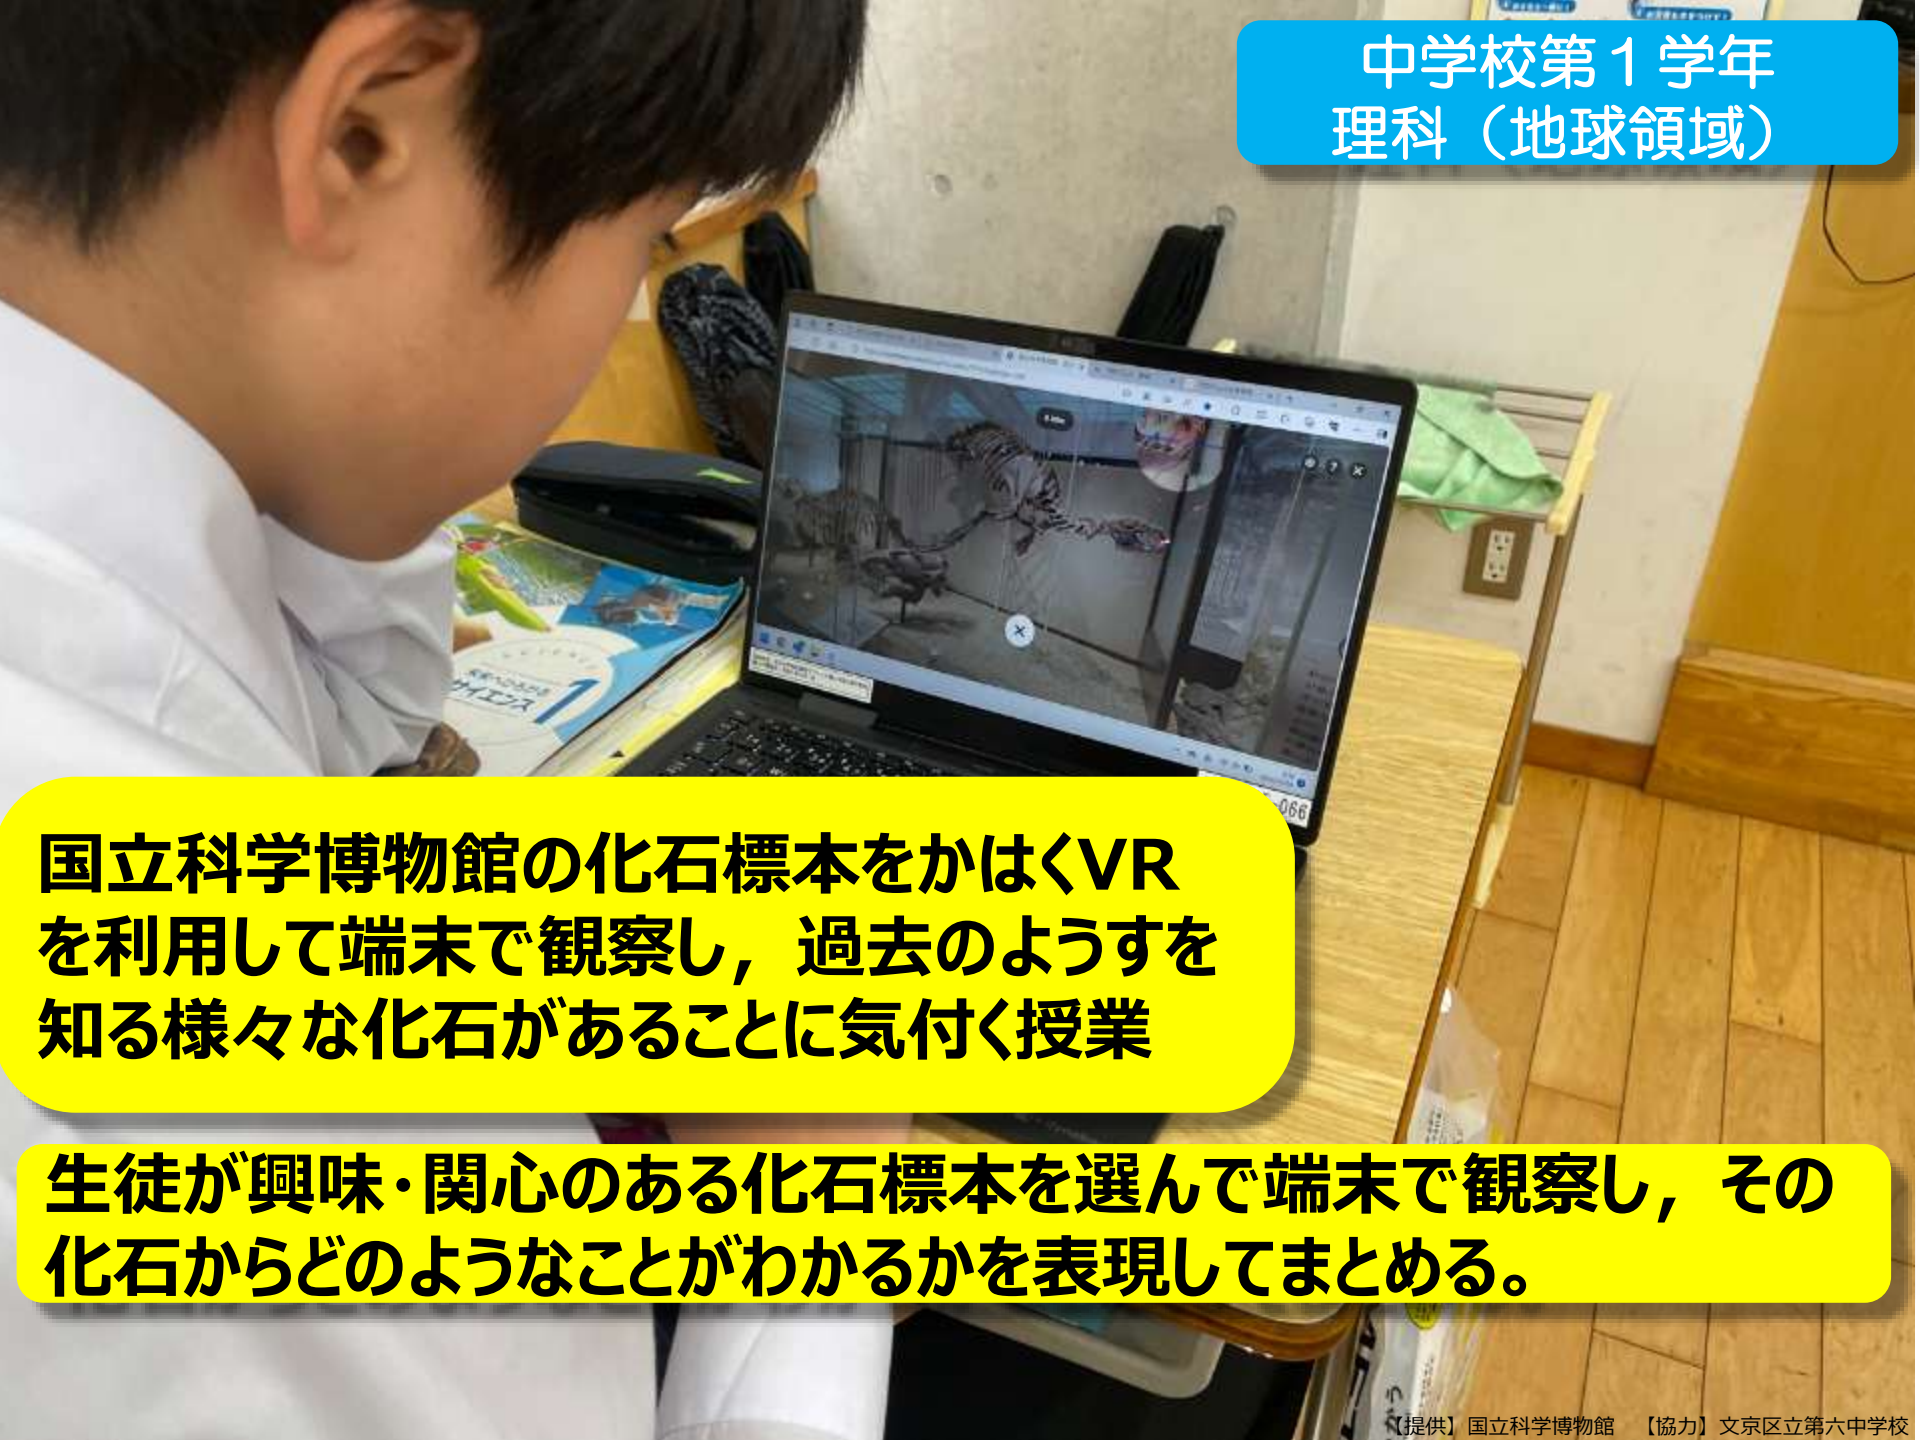 中学校第1学年
理科（地球領域）
サイエンス 1
066
国立科学博物館の化石標本をかはくVR
を利用して端末で観察し，過去のようすを
知る様々な化石があることに気付く授業
生徒が興味・関心のある化石標本を選んで端末で観察し，その
化石からどのようなことがわかるかを表現してまとめる。
【提供】国立科学博物館　【協力】文京区立第六中学校